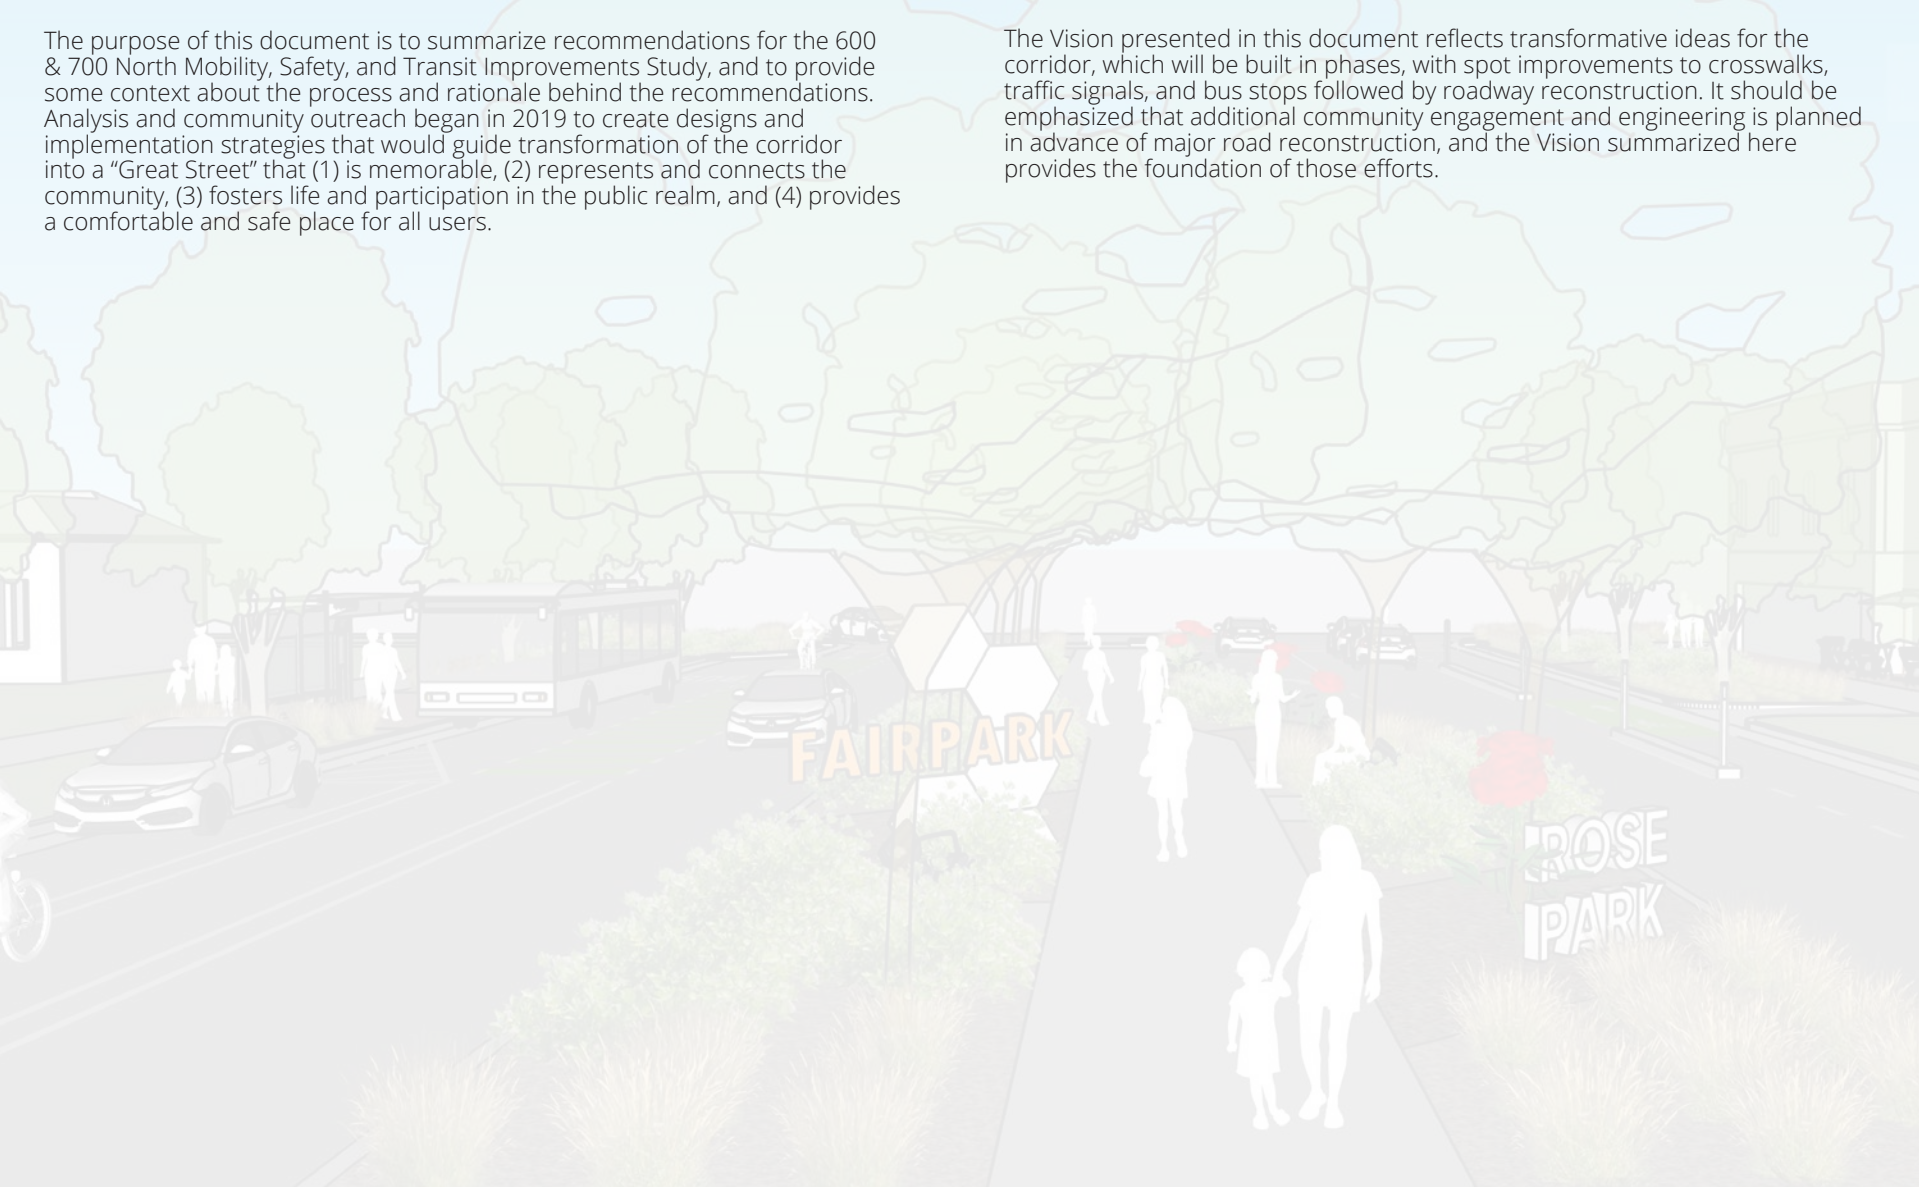 The purpose of this document is to summarize recommendations for the 600
& 700 North Mobility, Safety, and Transit Improvements Study, and to provide
some context about the process and rationale behind the recommendations.
Analysis and community outreach began in 2019 to create designs and
implementation strategies that would guide transformation of the corridor
into a “Great Street” that (1) is memorable, (2) represents and connects the
community, (3) fosters life and participation in the public realm, and (4) provides
a comfortable and safe place for all users.
The Vision presented in this document reflects transformative ideas for the
corridor, which will be built in phases, with spot improvements to crosswalks,
traffic signals, and bus stops followed by roadway reconstruction. It should be
emphasized that additional community engagement and engineering is planned
in advance of major road reconstruction, and the Vision summarized here
provides the foundation of those efforts.
FAIRPARK
ROSE
PARK